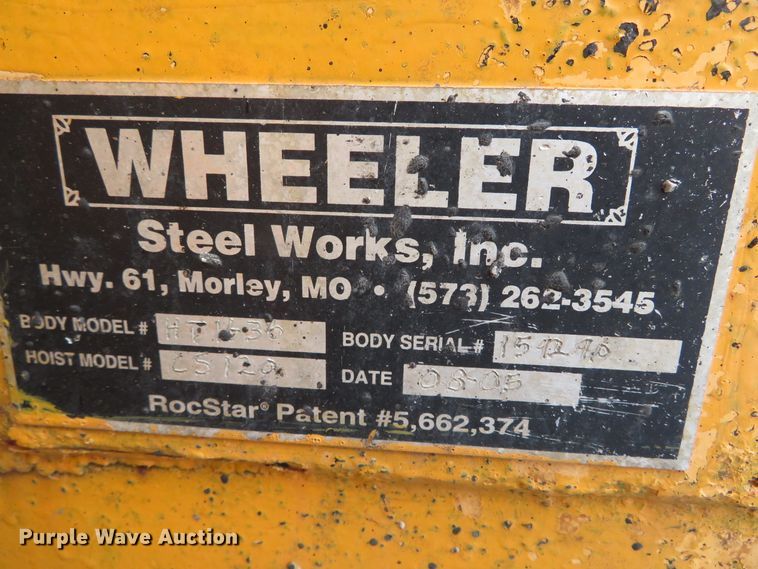 WHEELER
Steel Works, Inc.
Hwy. 61, Morley, MO • (573) 262-3545
BODY MODEL #
BODY SERIAL #
HOIST MODEL # CS120
DATE 08-05
RocStar® Patent #5,662,374
Purple Wave Auction®